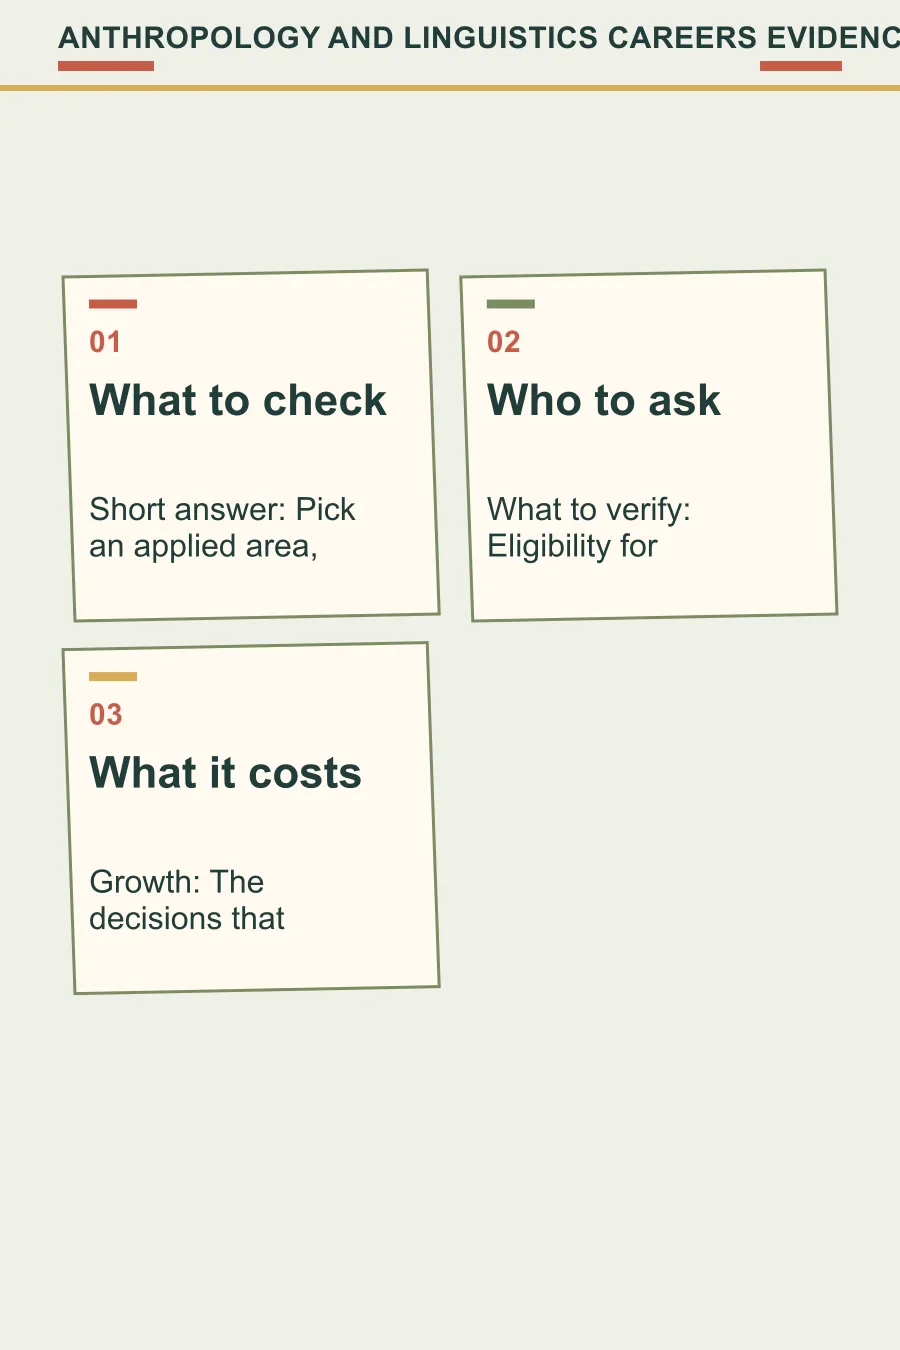 ANTHROPOLOGY AND LINGUISTICS CAREERS EVIDENC
01
What to check
Short answer: Pick
an applied area,
02
Who to ask
What to verify:
Eligibility for
03
What it costs
Growth: The
decisions that